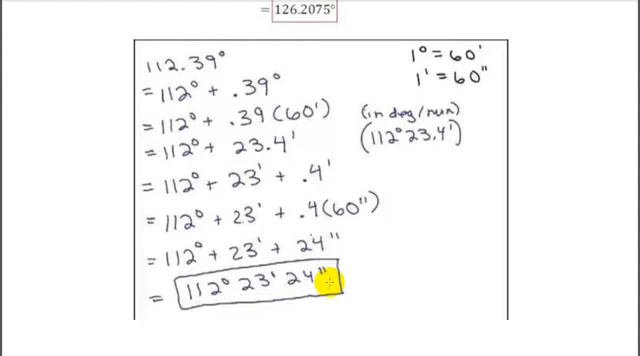 = 126.2075°
112.39°
1° = 60'
= 112° + .39°
1' = 60"
= 112° + .39 (60')
(in deg/min)
= 112° + 23.4'
(112° 23.4')
= 112° + 23' + .4'
= 112° + 23' + .4(60")
= 112° + 23' + 24"
= 112° 23' 24"